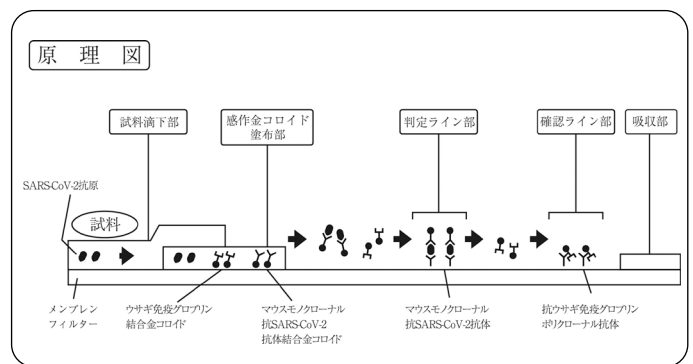 原 理 図
試料滴下部
感作金コロイド
塗布部
判定ライン部
確認ライン部
吸収部
SARS-CoV-2抗原
試料
メンブレン
フィルター
ウサギ免疫グロブリン
結合金コロイド
マウスモノクローナル
抗SARS-CoV-2
抗体結合金コロイド
マウスモノクローナル
抗SARS-CoV-2抗体
抗ウサギ免疫グロブリン
ポリクローナル抗体